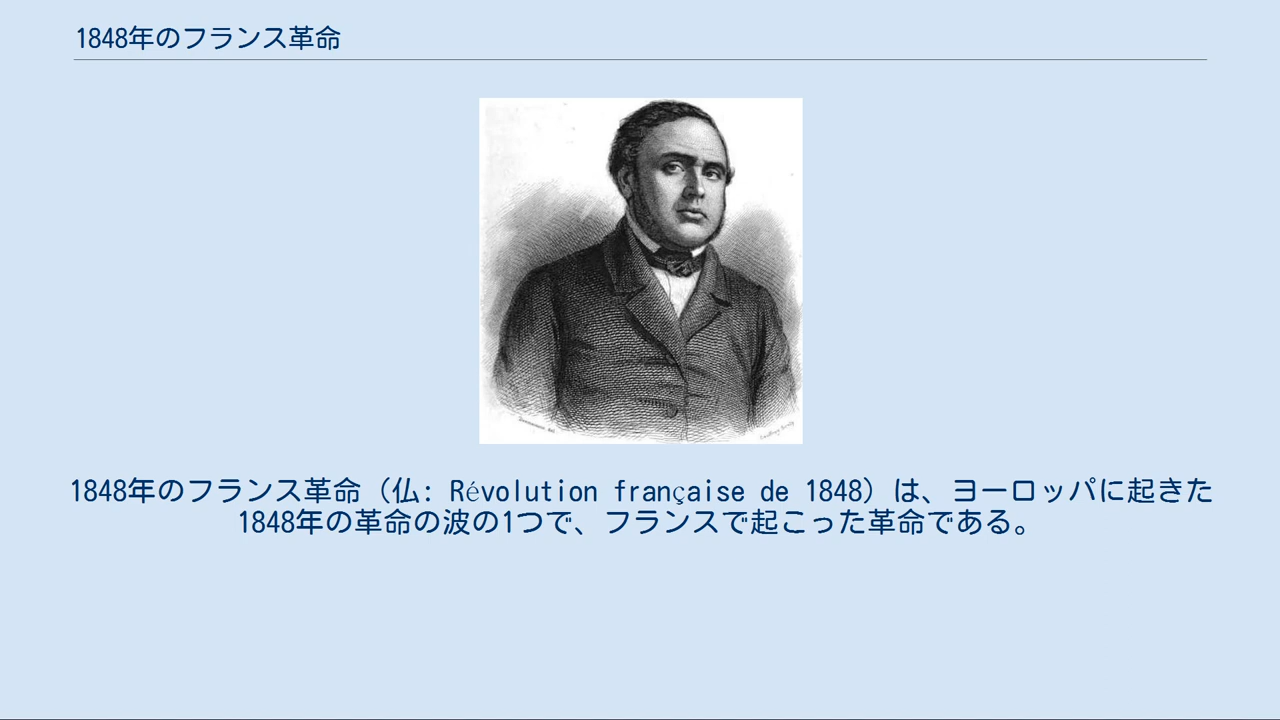 1848年のフランス革命
1848年のフランス革命（仏: Révolution française de 1848）は、ヨーロッパに起きた
1848年の革命の波の1つで、フランスで起こった革命である。